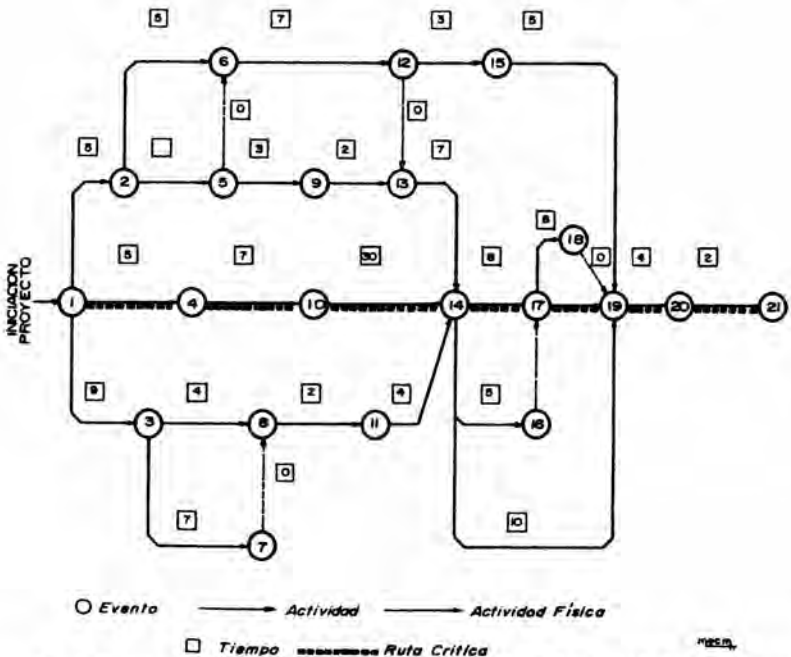 5 7 3 5
6 12 15
0 0
5 3 2 7
2 5 9 13
6 18
5 7 30 8 0 4 2
INICIACION
PROYECTO
1 4 10 14 17 19 20 21
9 4 2 4 5
3 8 11 16
0
7 10
7
Evento Actividad Actividad Física
Tiempo Ruta Crítica